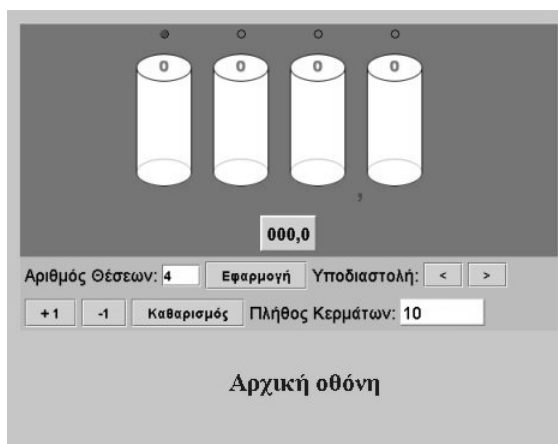 0 0 0 0
,
000,0
Αριθμός Θέσεων: 4 Εφαρμογή Υποδιαστολή: < >
+1 -1 Καθαρισμός Πλήθος Κερμάτων: 10
Αρχική οθόνη